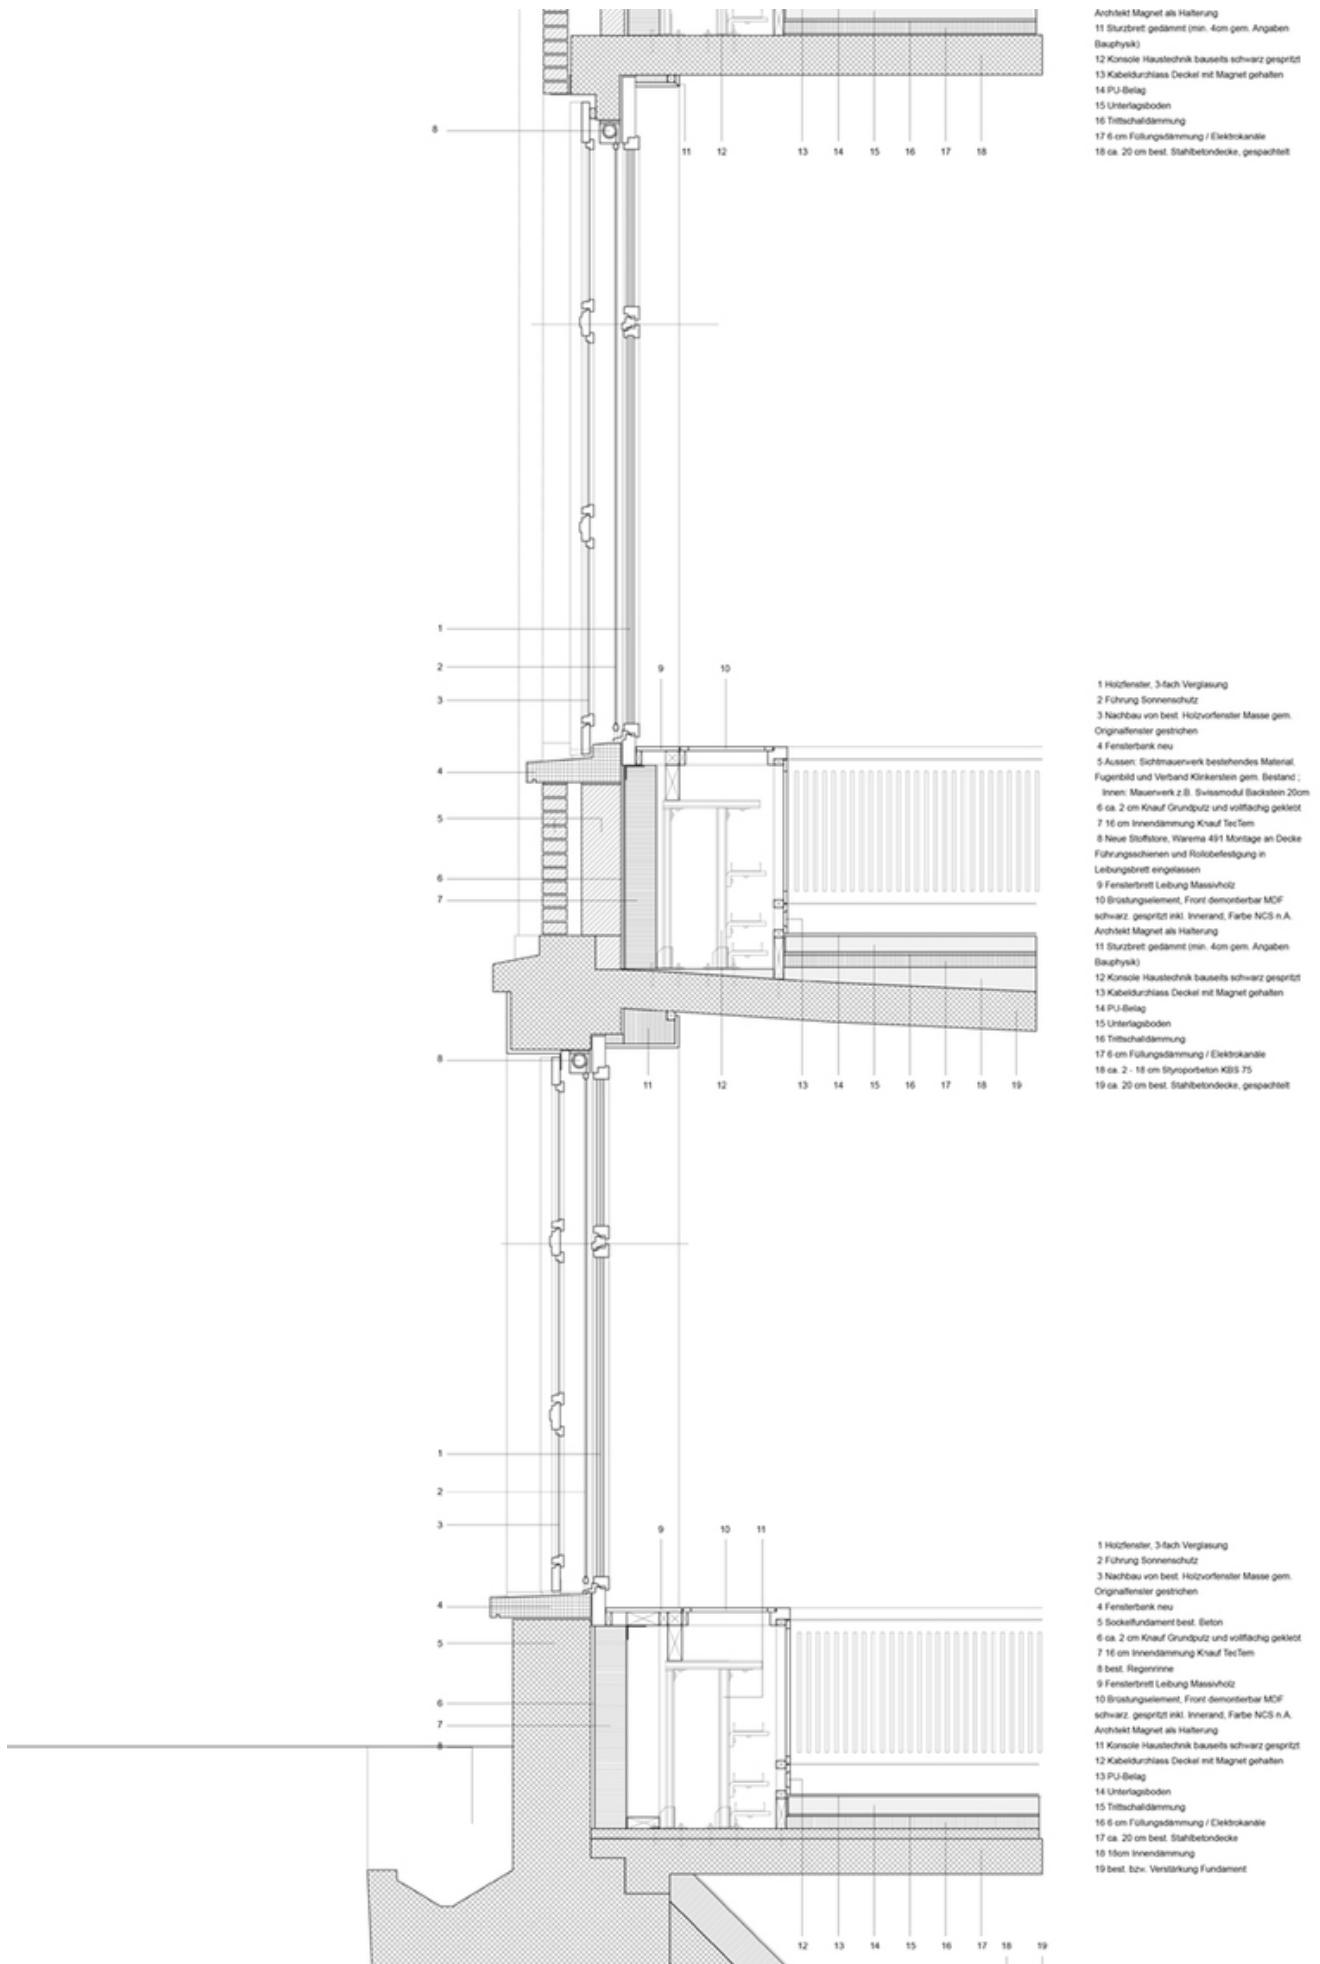 Architekt Magnet als Halterung
11 Sturzbrett gedämmt (min. 4cm gem. Angaben
Bauphysik)
12 Konsole Haustechnik bauseits schwarz gespritzt
13 Kabeldurchlass Deckel mit Magnet gehalten
14 PU-Belag
15 Unterlagsboden
16 Trittschalldämmung
17 6 cm Füllungsdämmung / Elektrokanäle
18 ca. 20 cm best. Stahlbetondecke, gespachtelt
8
11 12 13 14 15 16 17 18
1
2
3
4
5
6
7
8
9 10
11 12 13 14 15 16 17 18 19
1 Holzfenster, 3-fach Verglasung
2 Führung Sonnenschutz
3 Nachbau von best. Holzvorfenster Masse gem.
Originalfenster gestrichen
4 Fensterbank neu
5 Aussen: Sichtmauerwerk bestehendes Material,
Fugenbild und Verband Klinkerstein gem. Bestand ;
Innen: Mauerwerk z.B. Swissmodul Backstein 20cm
6 ca. 2 cm Knauf Grundputz und vollflächig geklebt
7 16 cm Innendämmung Knauf TecTem
8 Neue Stoffstore, Warema 491 Montage an Decke
Führungsschienen und Rollobefestigung in
Leibungsbrett eingelassen
9 Fensterbrett Leibung Massivholz
10 Brüstungselement, Front demontierbar MDF
schwarz. gespritzt inkl. Innerand, Farbe NCS n.A.
Architekt Magnet als Halterung
11 Sturzbrett gedämmt (min. 4cm gem. Angaben
Bauphysik)
12 Konsole Haustechnik bauseits schwarz gespritzt
13 Kabeldurchlass Deckel mit Magnet gehalten
14 PU-Belag
15 Unterlagsboden
16 Trittschalldämmung
17 6 cm Füllungsdämmung / Elektrokanäle
18 ca. 2 - 18 cm Styroporbeton KBS 75
19 ca. 20 cm best. Stahlbetondecke, gespachtelt
1
2
3
4
5
6
7
8
9 10 11
12 13 14 15 16 17 18 19
1 Holzfenster, 3-fach Verglasung
2 Führung Sonnenschutz
3 Nachbau von best. Holzvorfenster Masse gem.
Originalfenster gestrichen
4 Fensterbank neu
5 Sockelfundament best. Beton
6 ca. 2 cm Knauf Grundputz und vollflächig geklebt
7 16 cm Innendämmung Knauf TecTem
8 best. Regenrinne
9 Fensterbrett Leibung Massivholz
10 Brüstungselement, Front demontierbar MDF
schwarz. gespritzt inkl. Innerand, Farbe NCS n.A.
Architekt Magnet als Halterung
11 Konsole Haustechnik bauseits schwarz gespritzt
12 Kabeldurchlass Deckel mit Magnet gehalten
13 PU-Belag
14 Unterlagsboden
15 Trittschalldämmung
16 6 cm Füllungsdämmung / Elektrokanäle
17 ca. 20 cm best. Stahlbetondecke
18 18cm Innendämmung
19 best. bzw. Verstärkung Fundament